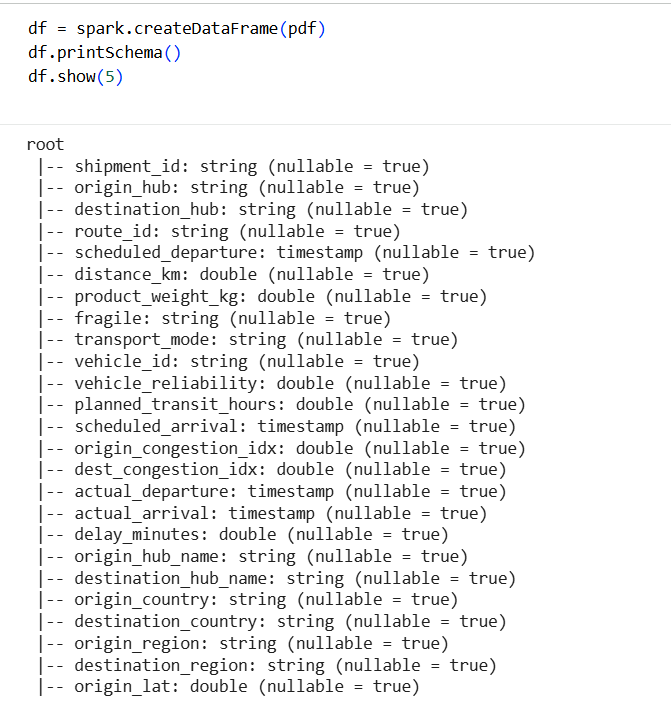 df = spark.createDataFrame(pdf)
df.printSchema()
df.show(5)
root
 |-- shipment_id: string (nullable = true)
 |-- origin_hub: string (nullable = true)
 |-- destination_hub: string (nullable = true)
 |-- route_id: string (nullable = true)
 |-- scheduled_departure: timestamp (nullable = true)
 |-- distance_km: double (nullable = true)
 |-- product_weight_kg: double (nullable = true)
 |-- fragile: string (nullable = true)
 |-- transport_mode: string (nullable = true)
 |-- vehicle_id: string (nullable = true)
 |-- vehicle_reliability: double (nullable = true)
 |-- planned_transit_hours: double (nullable = true)
 |-- scheduled_arrival: timestamp (nullable = true)
 |-- origin_congestion_idx: double (nullable = true)
 |-- dest_congestion_idx: double (nullable = true)
 |-- actual_departure: timestamp (nullable = true)
 |-- actual_arrival: timestamp (nullable = true)
 |-- delay_minutes: double (nullable = true)
 |-- origin_hub_name: string (nullable = true)
 |-- destination_hub_name: string (nullable = true)
 |-- origin_country: string (nullable = true)
 |-- destination_country: string (nullable = true)
 |-- origin_region: string (nullable = true)
 |-- destination_region: string (nullable = true)
 |-- origin_lat: double (nullable = true)